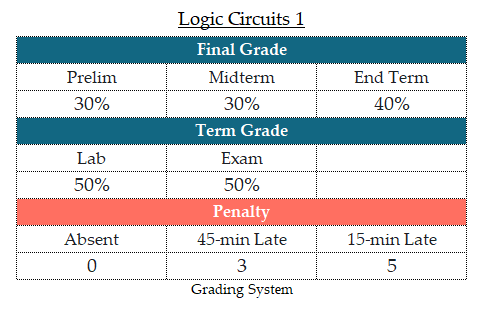 Logic Circuits 1
Final Grade
Prelim Midterm End Term
30% 30% 40%
Term Grade
Lab Exam
50% 50%
Penalty
Absent 45-min Late 15-min Late
0 3 5
Grading System